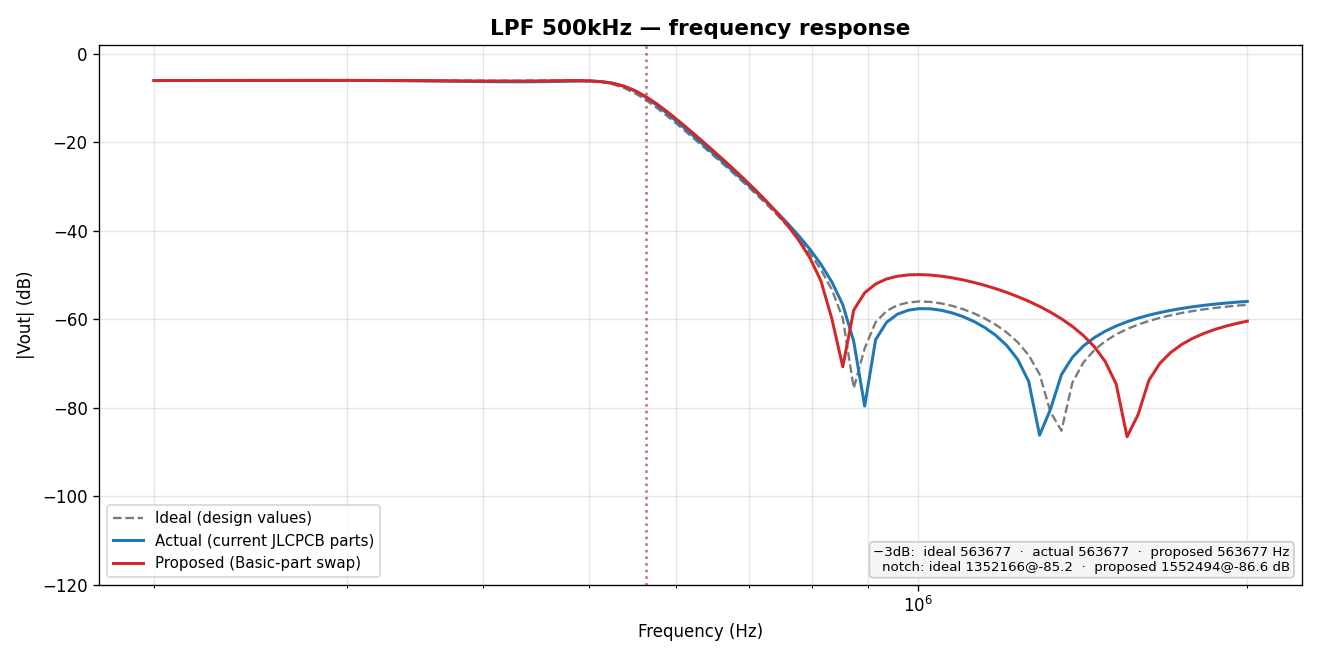 LPF 500kHz — frequency response
|Vout| (dB)
0
−20
−40
−60
−80
−100
−120
Ideal (design values)
Actual (current JLCPCB parts)
Proposed (Basic-part swap)
−3dB: ideal 563677 · actual 563677 · proposed 563677 Hz
notch: ideal 1352166@-85.2 · proposed 1552494@-86.6 dB
10⁶
Frequency (Hz)